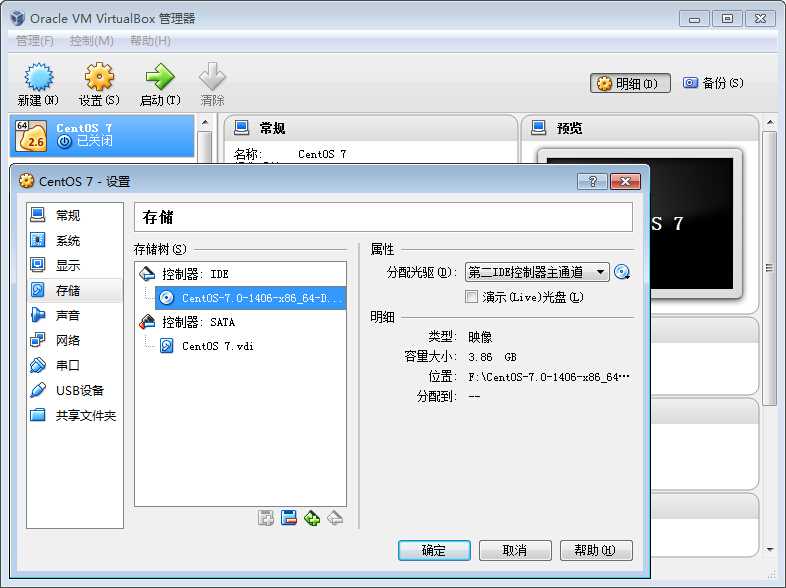 Oracle VM VirtualBox 管理器
管理(F) 控制(M) 帮助(H)
新建(N) 设置(S) 启动(T) 清除 明细(D) 备份(S)
64
2.6
CentOS 7
已关闭
常规
名称: CentOS 7
预览
S 7
CentOS 7 - 设置
常规
系统
显示
存储
声音
网络
串口
USB设备
共享文件夹
存储
存储树(S)
控制器: IDE
CentOS-7.0-1406-x86_64-D...
控制器: SATA
CentOS 7.vdi
属性
分配光驱(D): 第二IDE控制器主通道
演示(Live)光盘(L)
明细
类型: 映像
容量大小: 3.86 GB
位置: F:\CentOS-7.0-1406-x86_64…
分配到: --
确定 取消 帮助(H)